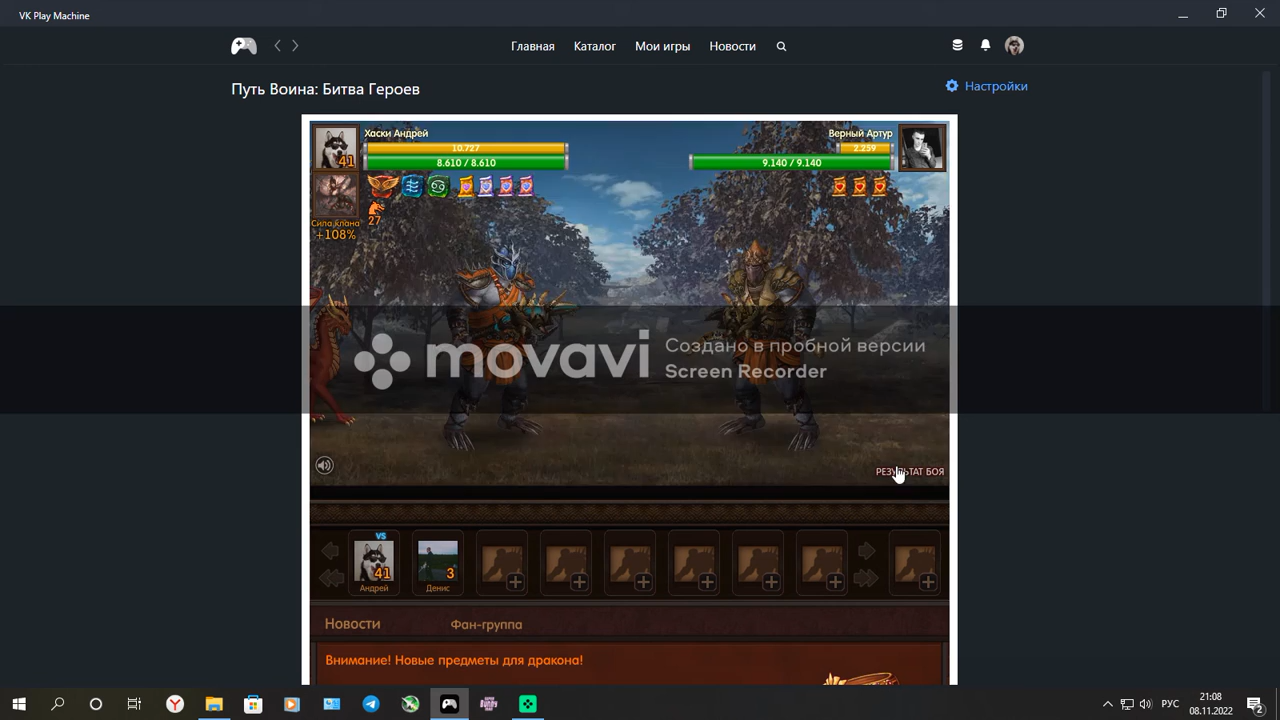 VK Play Machine
Главная Каталог Мои игры Новости
Путь Воина: Битва Героев
Настройки
Хаски Андрей
Верный Артур
10.727
2.259
41
8.610 / 8.610
9.140 / 9.140
Сила клана
+108%
27
movavi
Создано в пробной версии
Screen Recorder
РЕЗУЛЬТАТ БОЯ
VS
41
3
Андрей
Денис
Новости
Фан-группа
Внимание! Новые предметы для дракона!
21:08
РУС
08.11.2022
2